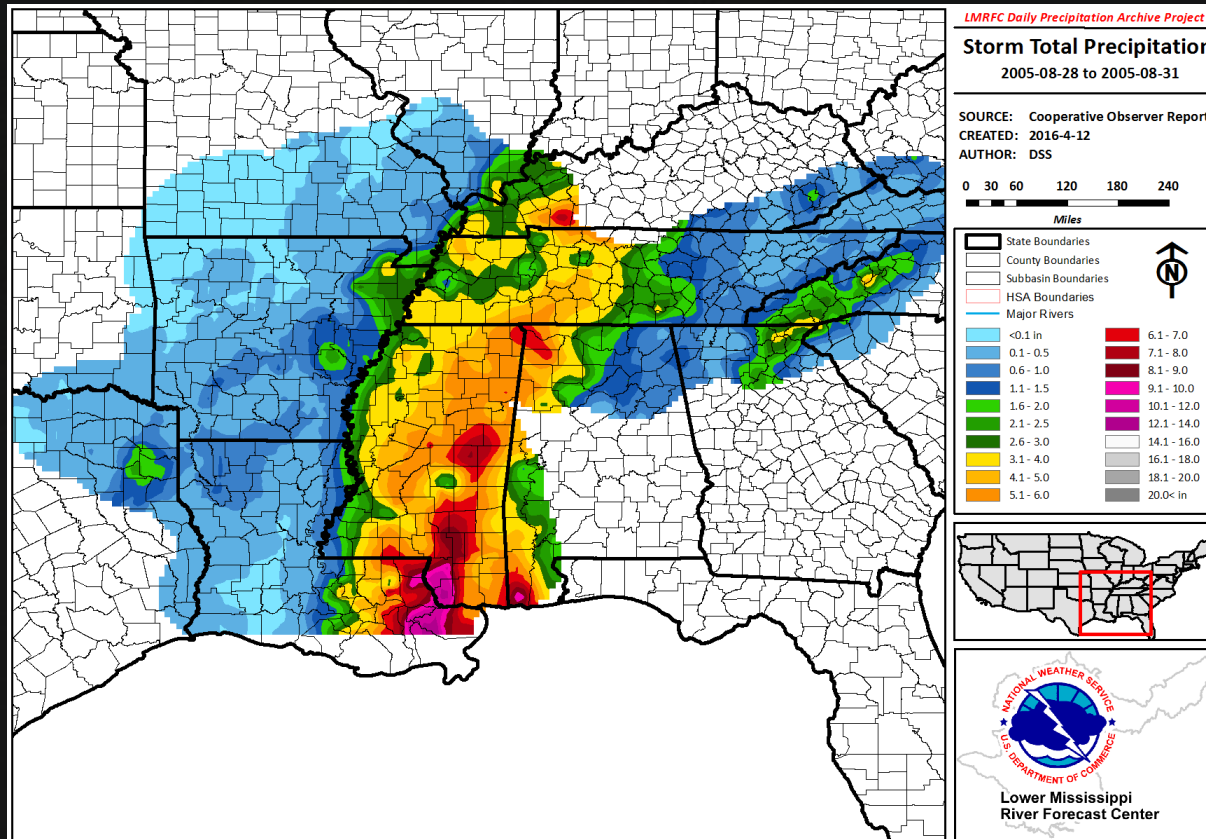 LMRFC Daily Precipitation Archive Project
Storm Total Precipitation
2005-08-28 to 2005-08-31
SOURCE: Cooperative Observer Report
CREATED: 2016-4-12
AUTHOR: DSS
0 30 60 120 180 240
Miles
State Boundaries
County Boundaries
Subbasin Boundaries
HSA Boundaries
Major Rivers
N
<0.1 in 6.1 - 7.0
0.1 - 0.5 7.1 - 8.0
0.6 - 1.0 8.1 - 9.0
1.1 - 1.5 9.1 - 10.0
1.6 - 2.0 10.1 - 12.0
2.1 - 2.5 12.1 - 14.0
2.6 - 3.0 14.1 - 16.0
3.1 - 4.0 16.1 - 18.0
4.1 - 5.0 18.1 - 20.0
5.1 - 6.0 20.0< in
NATIONAL WEATHER SERVICE
U.S. DEPARTMENT OF COMMERCE
Lower Mississippi
River Forecast Center